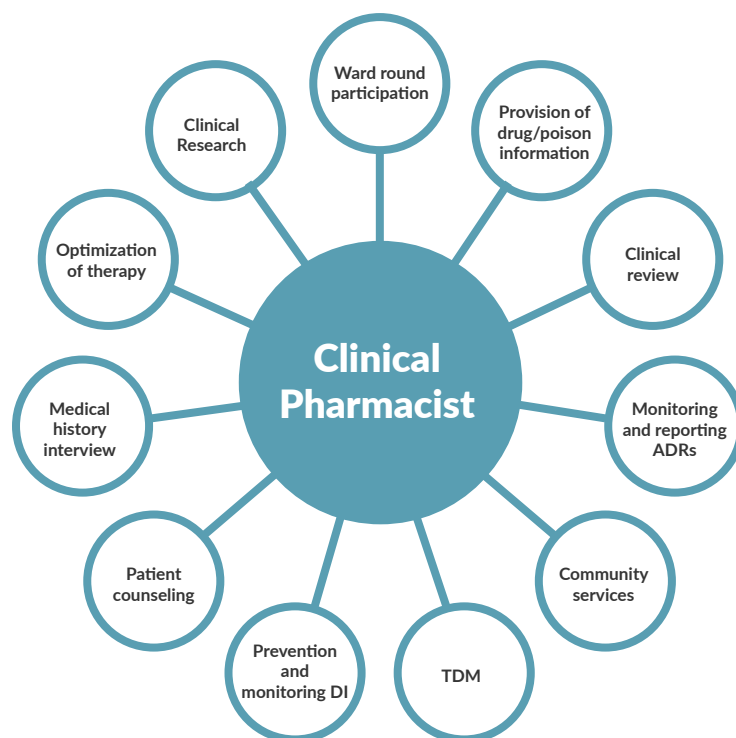 Ward round
participation
Provision of
drug/poison
information
Clinical
review
Monitoring
and reporting
ADRs
Community
services
TDM
Prevention
and
monitoring DI
Patient
counseling
Medical
history
interview
Optimization
of therapy
Clinical
Research
Clinical
Pharmacist